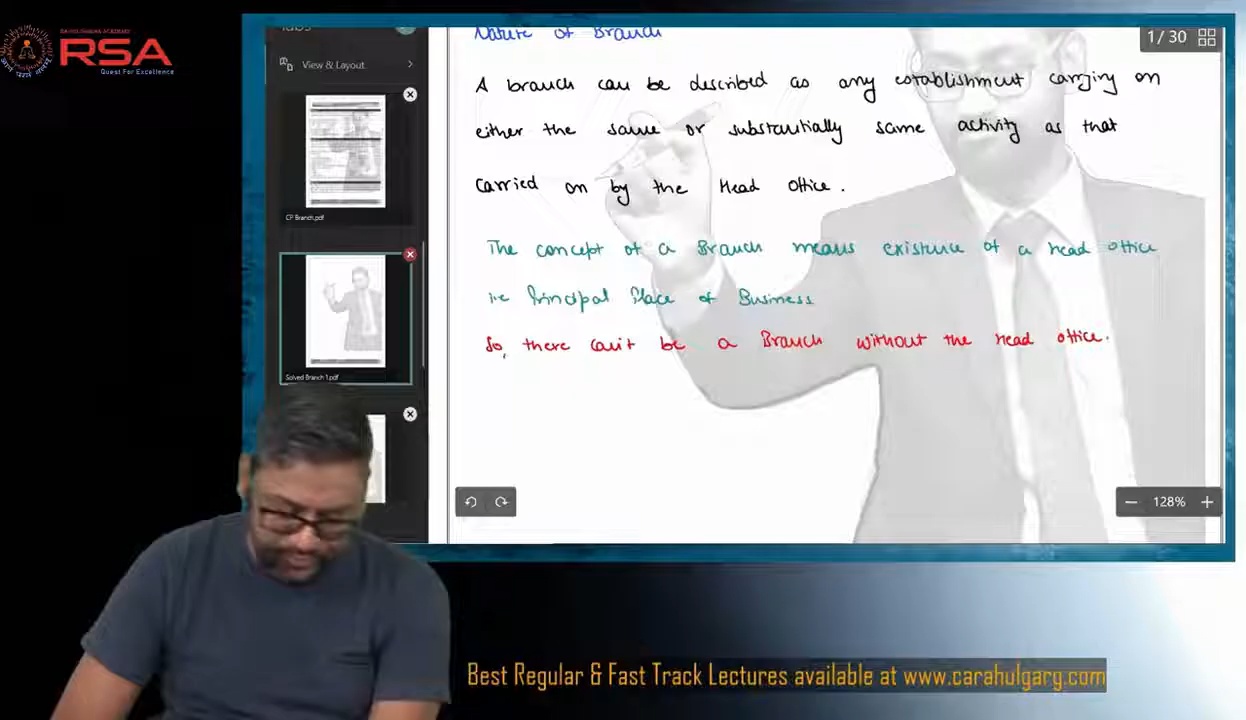 RSA
Quest For Excellence
View & Layout
CP Branch.pdf
Solved Branch 1.pdf
1 / 30
Nature of Branch
A branch can be described as any establishment carrying on
either the same or substantially same activity as that
carried on by the Head office.
The concept of a Branch means existence of a head office
i.e Principal Place of Business
So, there can't be a Branch without the head office.
128%
Best Regular & Fast Track Lectures available at www.carahulgarg.com